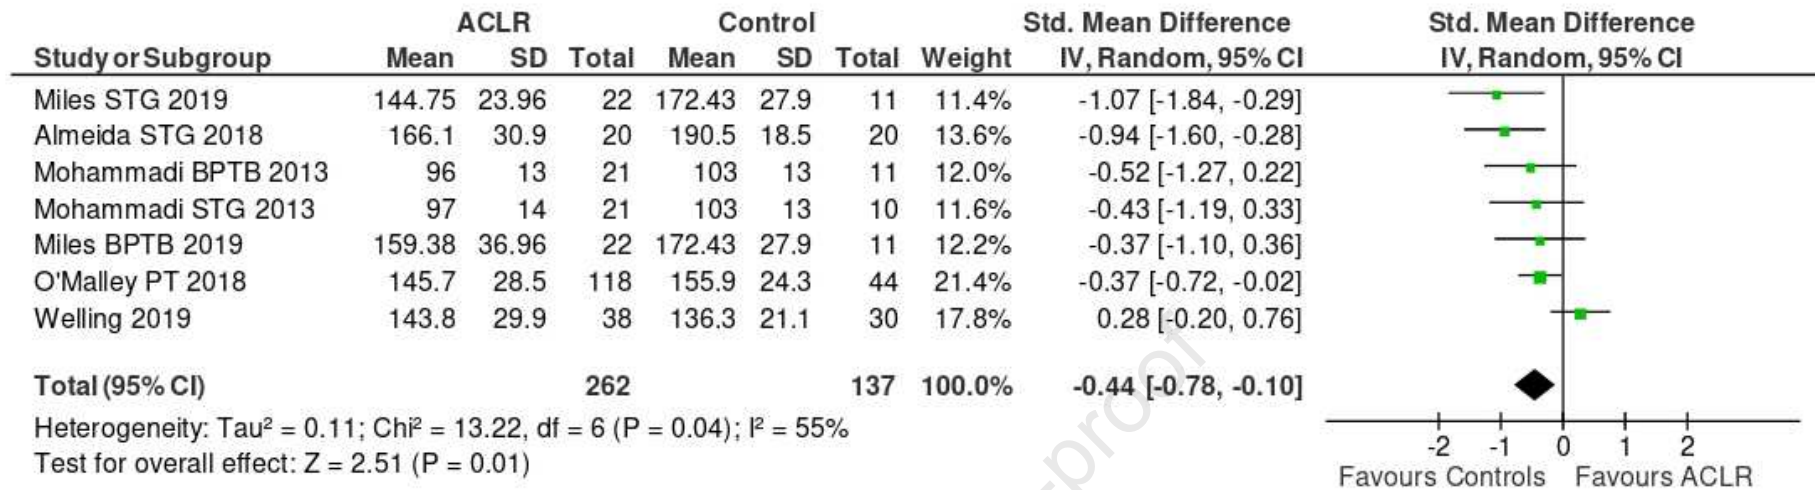 ACLR Control Std. Mean Difference Std. Mean Difference
Study or Subgroup Mean SD Total Mean SD Total Weight IV, Random, 95% CI IV, Random, 95% CI
Miles STG 2019 144.75 23.96 22 172.43 27.9 11 11.4% -1.07 [-1.84, -0.29]
Almeida STG 2018 166.1 30.9 20 190.5 18.5 20 13.6% -0.94 [-1.60, -0.28]
Mohammadi BPTB 2013 96 13 21 103 13 11 12.0% -0.52 [-1.27, 0.22]
Mohammadi STG 2013 97 14 21 103 13 10 11.6% -0.43 [-1.19, 0.33]
Miles BPTB 2019 159.38 36.96 22 172.43 27.9 11 12.2% -0.37 [-1.10, 0.36]
O'Malley PT 2018 145.7 28.5 118 155.9 24.3 44 21.4% -0.37 [-0.72, -0.02]
Welling 2019 143.8 29.9 38 136.3 21.1 30 17.8% 0.28 [-0.20, 0.76]
Total (95% CI) 262 137 100.0% -0.44 [-0.78, -0.10]
Heterogeneity: Tau² = 0.11; Chi² = 13.22, df = 6 (P = 0.04); I² = 55%
Test for overall effect: Z = 2.51 (P = 0.01)
-2 -1 0 1 2
Favours Controls Favours ACLR